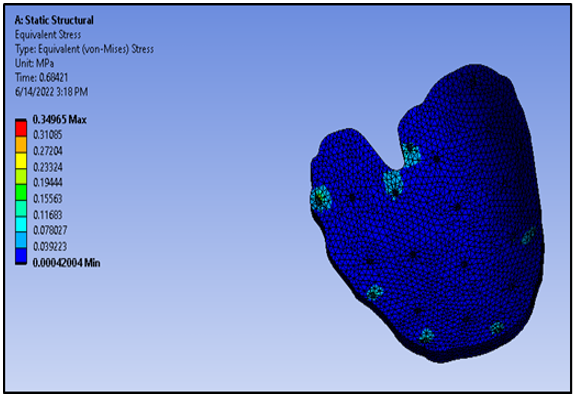 A: Static Structural
Equivalent Stress
Type: Equivalent (von-Mises) Stress
Unit: MPa
Time: 0.68421
6/14/2022 3:18 PM
0.34965 Max
0.31085
0.27204
0.23324
0.19444
0.15563
0.11683
0.078027
0.039223
0.00042004 Min